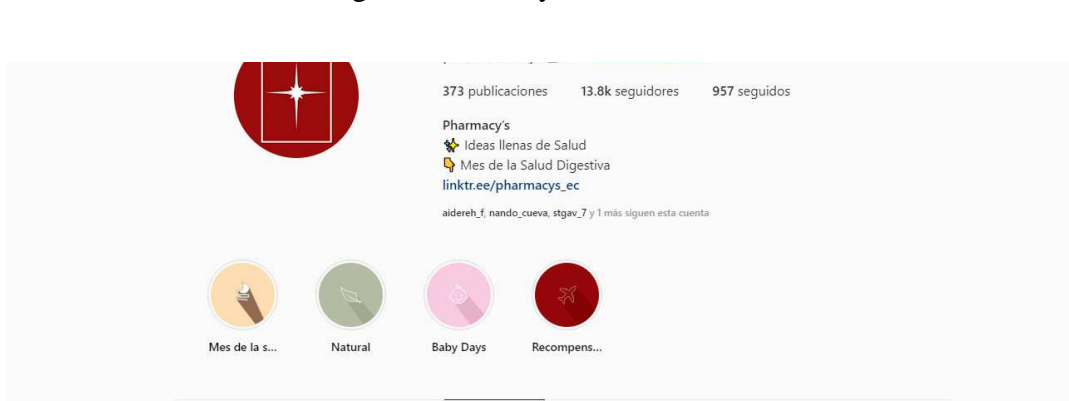 373 publicaciones 13.8k seguidores 957 seguidos
Pharmacy's
Ideas llenas de Salud
Mes de la Salud Digestiva
linktr.ee/pharmacys_ec
aidereh_f, nando_cueva, stgav_7 y 1 más siguen esta cuenta
Mes de la s... Natural Baby Days Recompens...